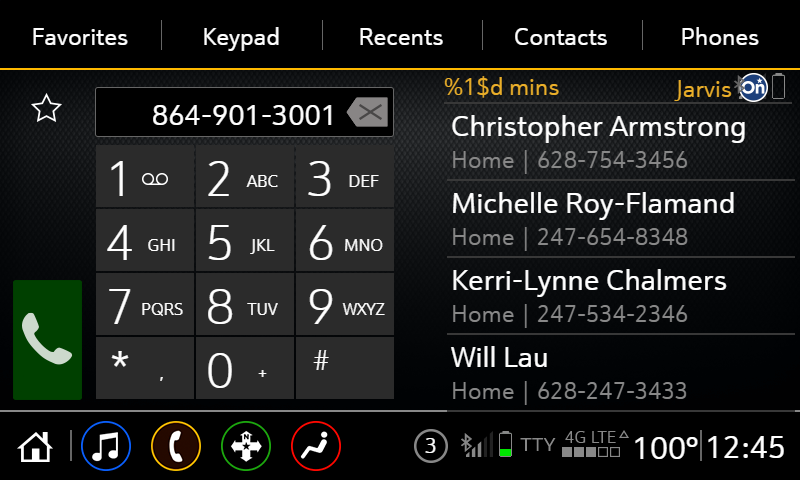 Favorites Keypad Recents Contacts Phones
%1$d mins Jarvis On
864-901-3001
1 2 ABC 3 DEF
4 GHI 5 JKL 6 MNO
7 PQRS 8 TUV 9 WXYZ
* , 0 + #
Christopher Armstrong
Home | 628-754-3456
Michelle Roy-Flamand
Home | 247-654-8348
Kerri-Lynne Chalmers
Home | 247-534-2346
Will Lau
Home | 628-247-3433
N
3 TTY 4G LTE 100° 12:45